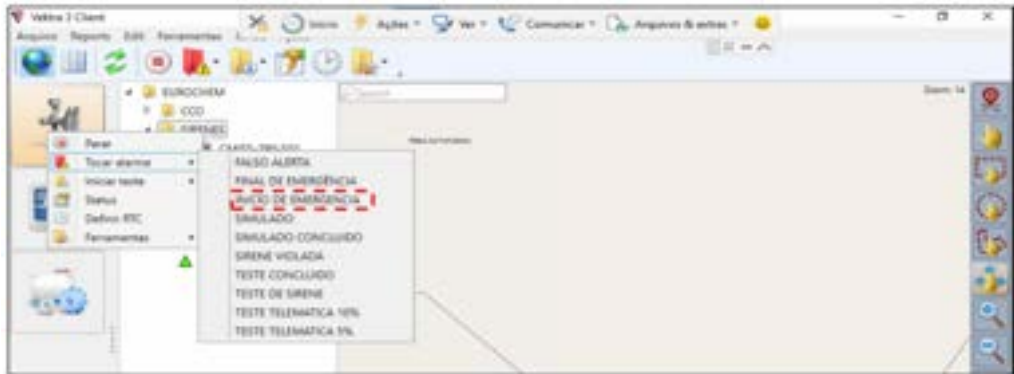 Vektra 3 Client
Início Ações Ver Comunicar Arquivos & extras
Arquivo Reports Edit Ferramentas
Zoom: 14
EUROCHEM
CCO
SIRENES
Parar
Tocar alarme
Iniciar teste
Status
Definir RTC
Ferramentas
FALSO ALERTA
FINAL DE EMERGÊNCIA
INICIO DE EMERGENCIA
SIMULADO
SIMULADO CONCLUIDO
SIRENE VIOLADA
TESTE CONCLUIDO
TESTE DE SIRENE
TESTE TELEMATICA 10%
TESTE TELEMATICA 5%